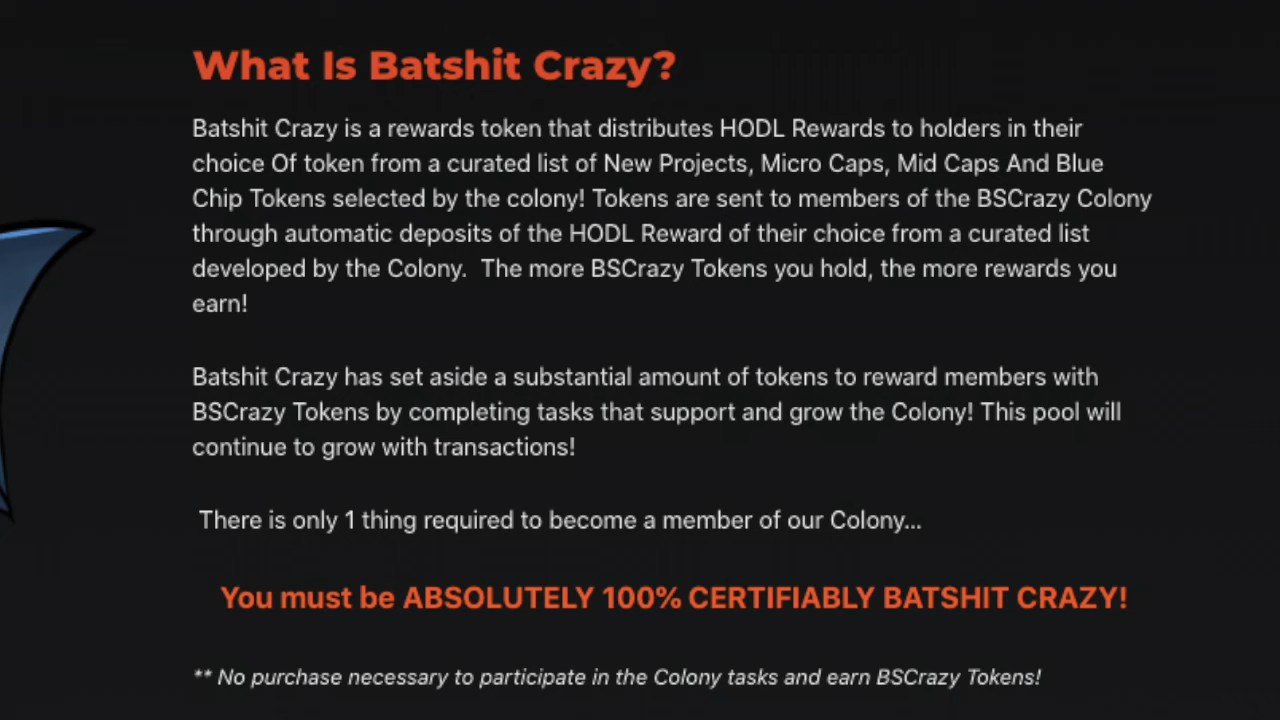 What Is Batshit Crazy?
Batshit Crazy is a rewards token that distributes HODL Rewards to holders in their
choice Of token from a curated list of New Projects, Micro Caps, Mid Caps And Blue
Chip Tokens selected by the colony! Tokens are sent to members of the BSCrazy Colony
through automatic deposits of the HODL Reward of their choice from a curated list
developed by the Colony.  The more BSCrazy Tokens you hold, the more rewards you
earn!
Batshit Crazy has set aside a substantial amount of tokens to reward members with
BSCrazy Tokens by completing tasks that support and grow the Colony! This pool will
continue to grow with transactions!
There is only 1 thing required to become a member of our Colony...
You must be ABSOLUTELY 100% CERTIFIABLY BATSHIT CRAZY!
** No purchase necessary to participate in the Colony tasks and earn BSCrazy Tokens!